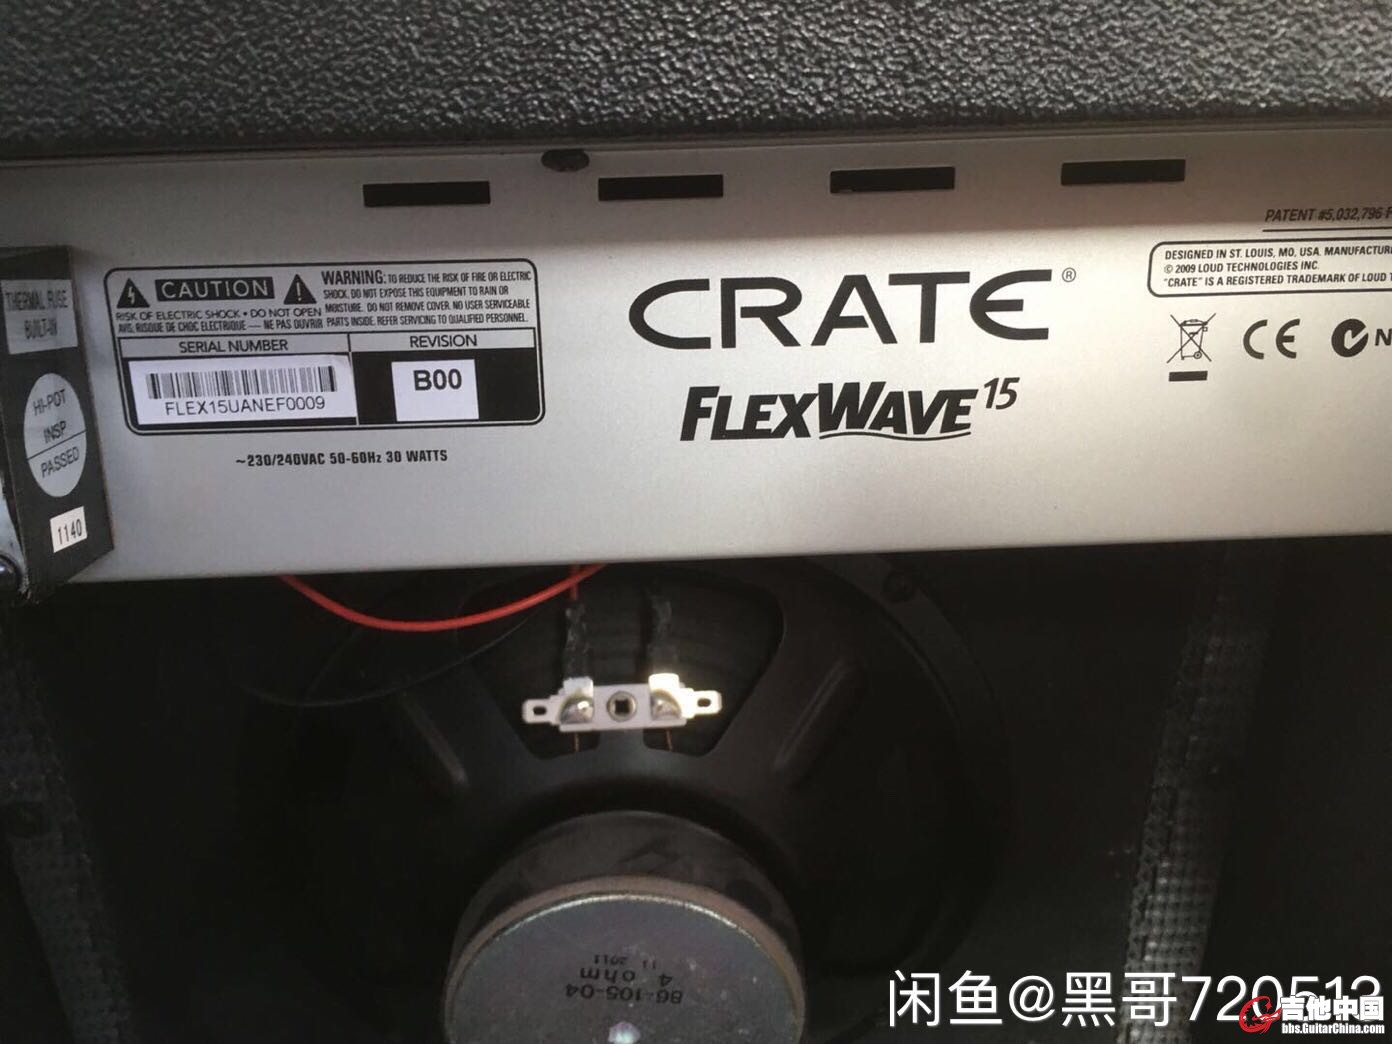 PATENT #5,032,796
DESIGNED IN ST. LOUIS, MO, USA.
© 2009 LOUD TECHNOLOGIES INC.
"CRATE" IS A REGISTERED TRADEMARK OF LOUD
CE
N
THERMAL FUSE
BUILT-IN
HI-POT
INSP
PASSED
1140
CAUTION
RISK OF ELECTRIC SHOCK • DO NOT OPEN
AVIS: RISQUE DE CHOC ELECTRIQUE — NE PAS OUVRIR
WARNING: TO REDUCE THE RISK OF FIRE OR ELECTRIC
SHOCK, DO NOT EXPOSE THIS EQUIPMENT TO RAIN OR
MOISTURE. DO NOT REMOVE COVER. NO USER SERVICEABLE
PARTS INSIDE. REFER SERVICING TO QUALIFIED PERSONNEL.
SERIAL NUMBER
REVISION
FLEX15UANEF0009
B00
~230/240VAC 50-60Hz 30 WATTS
CRATE®
FLEXWAVE 15
86-105-04
4 ohm
11 2011
闲鱼@黑哥720513
吉他中国
bbs.GuitarChina.com